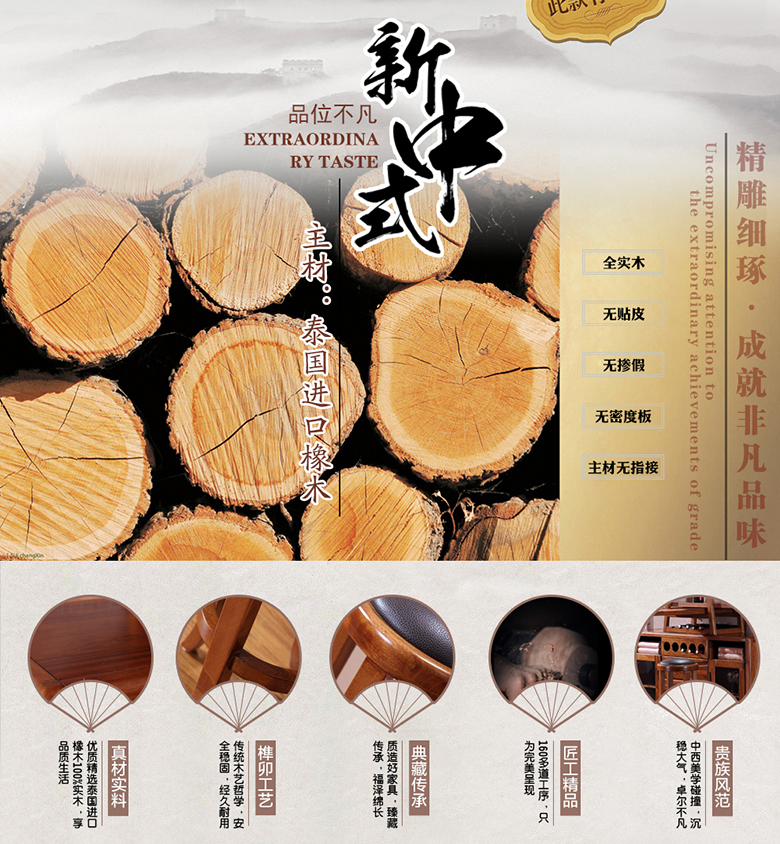 此款
新中式
品位不凡
EXTRAORDINA
RY TASTE
主材：泰国进口橡木
全实木
无贴皮
无掺假
无密度板
主材无指接
Uncompromising attention to
the extraordinary achievements of grade
精雕细琢·成就非凡品味
真材实料
优质精选泰国进口
橡木100%实木，享
品质生活
榫卯工艺
传统木艺哲学，安
全稳固，经久耐用
典藏传承
质造好家具，臻藏
传承，福泽绵长
匠工精品
160多道工序，只
为完美呈现
贵族风范
中西美学碰撞，沉
稳大气，卓尔不凡